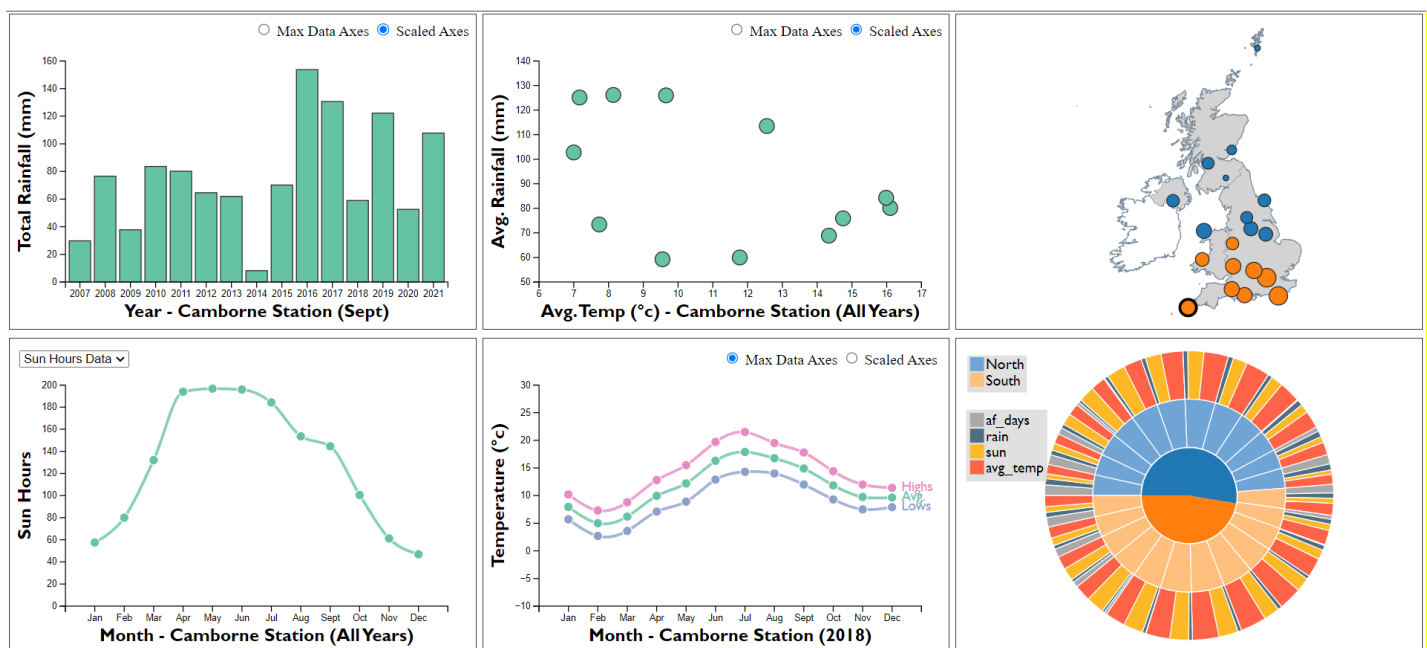 Max Data Axes Scaled Axes
Total Rainfall (mm)
160
140
120
100
80
60
40
20
0
2007 2008 2009 2010 2011 2012 2013 2014 2015 2016 2017 2018 2019 2020 2021
Year - Camborne Station (Sept)
Max Data Axes Scaled Axes
Avg. Rainfall (mm)
140
130
120
110
100
90
80
70
60
50
6 7 8 9 10 11 12 13 14 15 16 17
Avg. Temp (°c) - Camborne Station (All Years)
Sun Hours Data
Sun Hours
200
180
160
140
120
100
80
60
40
20
0
Jan Feb Mar Apr May Jun Jul Aug Sept Oct Nov Dec
Month - Camborne Station (All Years)
Max Data Axes Scaled Axes
Temperature (°c)
30
25
20
15
10
5
0
−5
−10
Highs
Avg.
Lows
Jan Feb Mar Apr May Jun Jul Aug Sept Oct Nov Dec
Month - Camborne Station (2018)
North
South
af_days
rain
sun
avg_temp